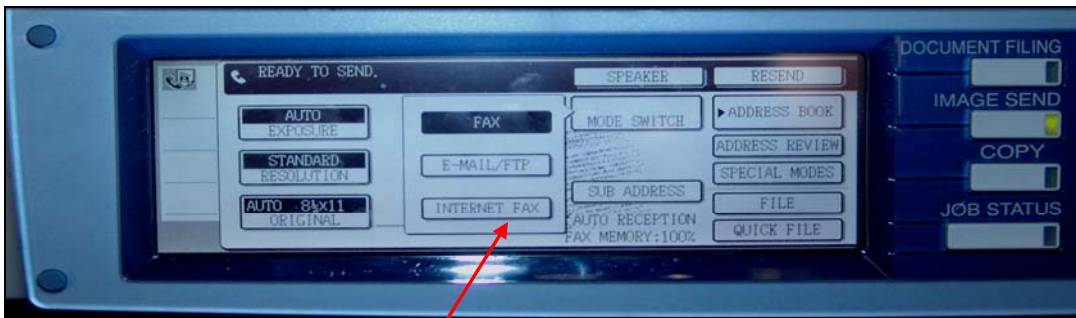 READY TO SEND.
SPEAKER
RESEND
AUTO
EXPOSURE
STANDARD
RESOLUTION
AUTO 8½X11
ORIGINAL
FAX
E-MAIL/FTP
INTERNET FAX
MODE SWITCH
SUB ADDRESS
AUTO RECEPTION
FAX MEMORY:100%
ADDRESS BOOK
ADDRESS REVIEW
SPECIAL MODES
FILE
QUICK FILE
DOCUMENT FILING
IMAGE SEND
COPY
JOB STATUS